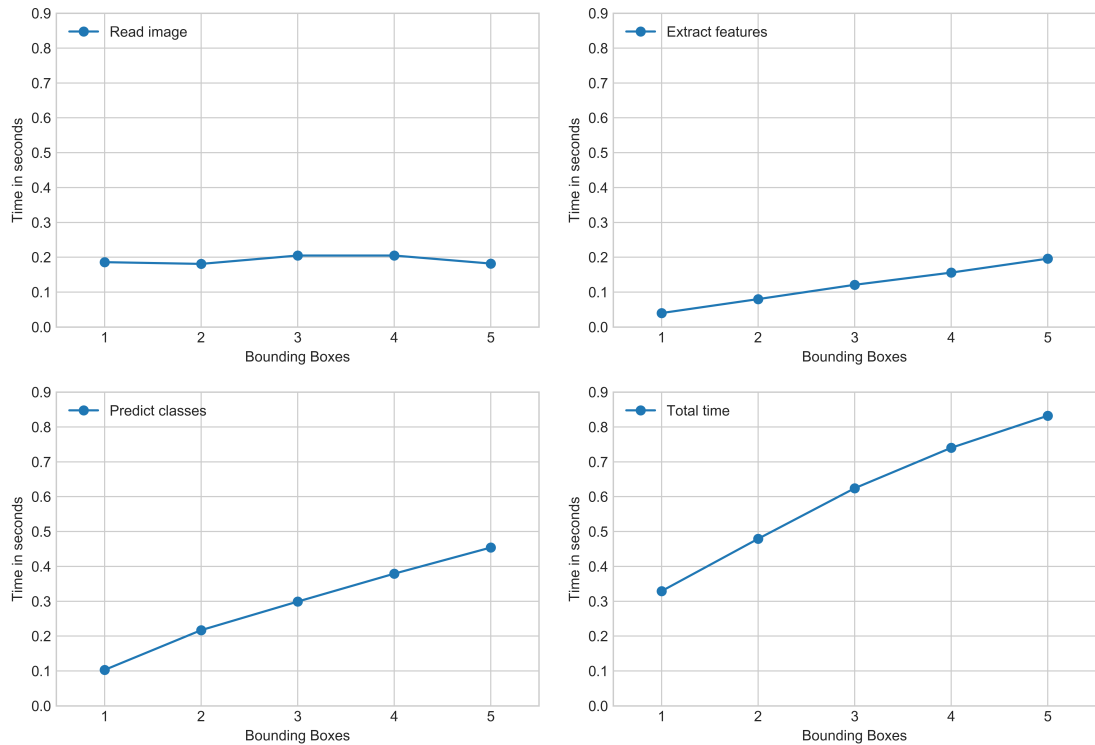 Read image
0.9
0.8
0.7
0.6
0.5
0.4
0.3
0.2
0.1
0.0
Time in seconds
1 2 3 4 5
Bounding Boxes
Extract features
0.9
0.8
0.7
0.6
0.5
0.4
0.3
0.2
0.1
0.0
Time in seconds
1 2 3 4 5
Bounding Boxes
Predict classes
0.9
0.8
0.7
0.6
0.5
0.4
0.3
0.2
0.1
0.0
Time in seconds
1 2 3 4 5
Bounding Boxes
Total time
0.9
0.8
0.7
0.6
0.5
0.4
0.3
0.2
0.1
0.0
Time in seconds
1 2 3 4 5
Bounding Boxes